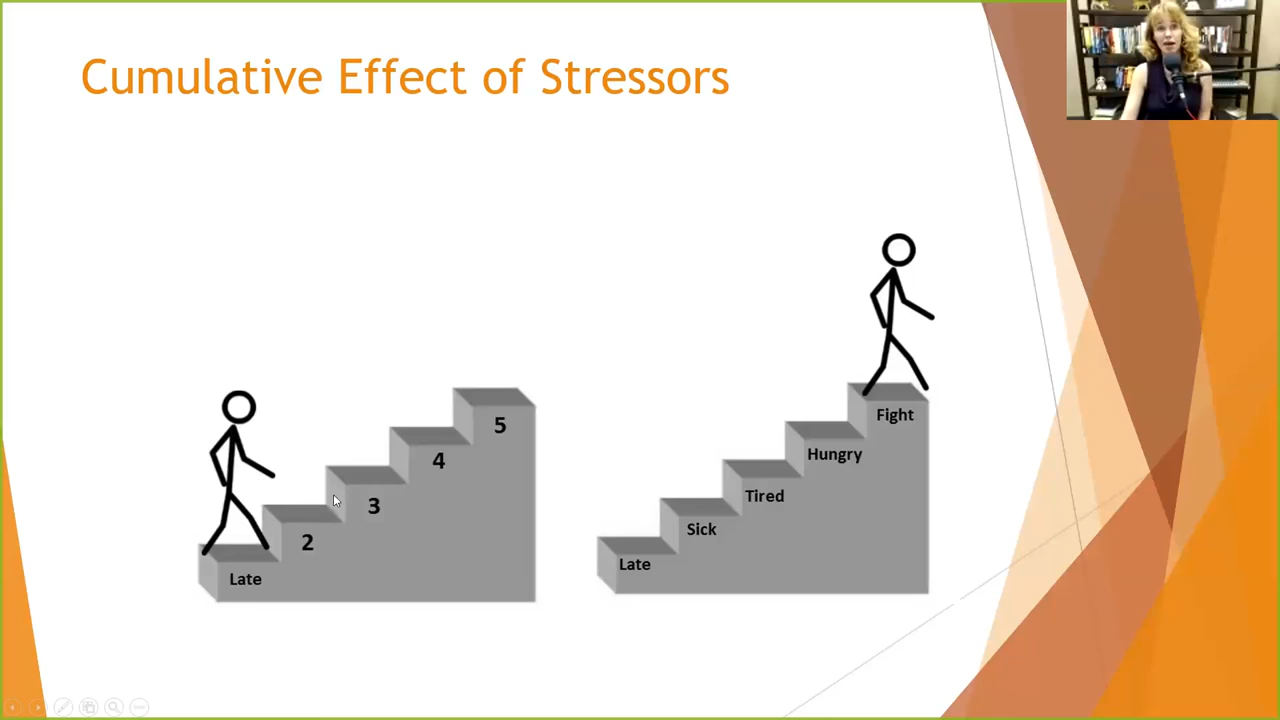 Cumulative Effect of Stressors
5
4
3
2
Late
Fight
Hungry
Tired
Sick
Late